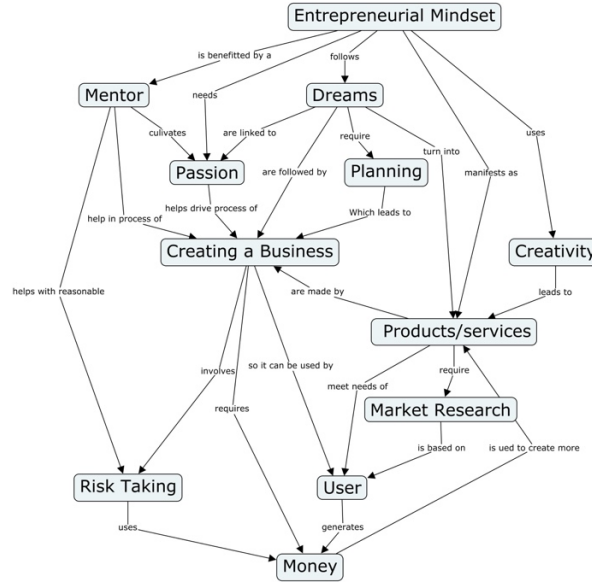 Entrepreneurial Mindset
is benefitted by a
follows
Mentor
needs
Dreams
culivates
are linked to
require
uses
turn into
Passion
are followed by
Planning
manifests as
helps drive process of
Which leads to
help in process of
Creating a Business
Creativity
helps with reasonable
are made by
leads to
Products/services
so it can be used by
involves
require
meet needs of
requires
Market Research
is based on
is ued to create more
Risk Taking
User
uses
generates
Money